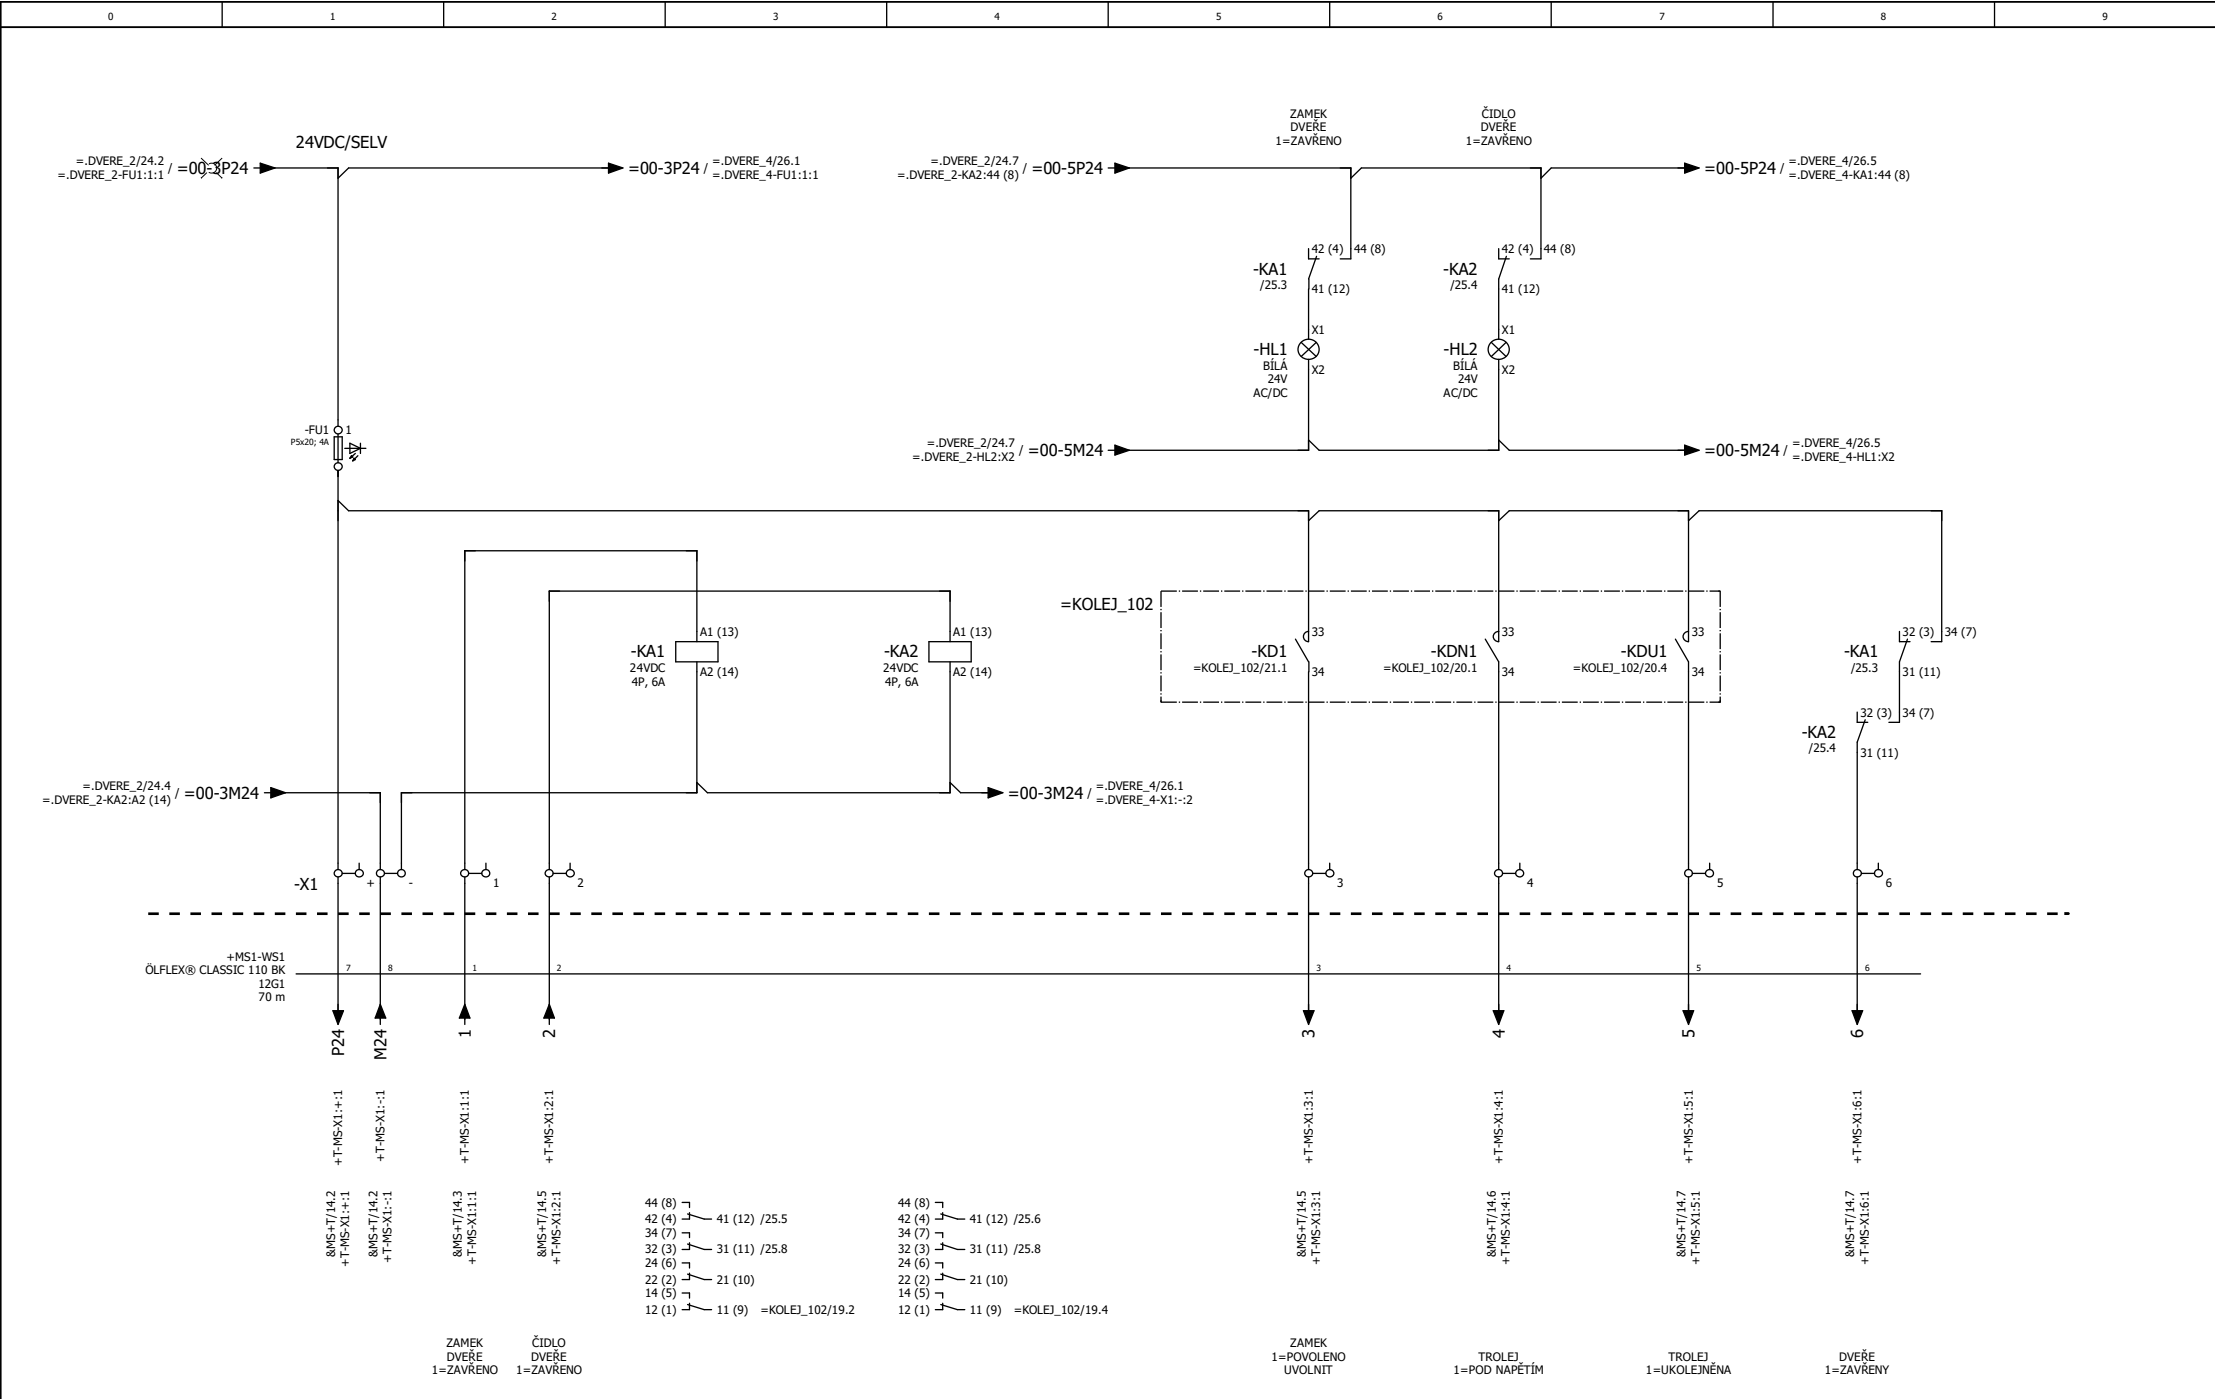 0 1 2 3 4 5 6 7 8 9
24VDC/SELV
=.DVERE_2/24.2
=.DVERE_2-FU1:1:1 / =00-3P24
=00-3P24 / =.DVERE_4/26.1
=.DVERE_4-FU1:1:1
=.DVERE_2/24.7
=.DVERE_2-KA2:44 (8) / =00-5P24
ZAMEK
DVEŘE
1=ZAVŘENO
ČIDLO
DVEŘE
1=ZAVŘENO
=00-5P24 / =.DVERE_4/26.5
=.DVERE_4-KA1:44 (8)
-KA1
/25.3
42 (4) 44 (8)
41 (12)
-KA2
/25.4
42 (4) 44 (8)
41 (12)
-HL1
BÍLÁ
24V
AC/DC
X1
X2
-HL2
BÍLÁ
24V
AC/DC
X1
X2
-FU1 1
P5x20; 4A
=.DVERE_2/24.7
=.DVERE_2-HL2:X2 / =00-5M24
=00-5M24 / =.DVERE_4/26.5
=.DVERE_4-HL1:X2
-KA1
24VDC
4P, 6A
A1 (13)
A2 (14)
-KA2
24VDC
4P, 6A
A1 (13)
A2 (14)
=KOLEJ_102
-KD1
=KOLEJ_102/21.1
33
34
-KDN1
=KOLEJ_102/20.1
33
34
-KDU1
=KOLEJ_102/20.4
33
34
-KA1
/25.3
32 (3) 34 (7)
31 (11)
-KA2
/25.4
32 (3) 34 (7)
31 (11)
=.DVERE_2/24.4
=.DVERE_2-KA2:A2 (14) / =00-3M24
=00-3M24 / =.DVERE_4/26.1
=.DVERE_4-X1:-:2
-X1 + - 1 2 3 4 5 6
+MS1-WS1
ÖLFLEX® CLASSIC 110 BK
12G1
70 m
7 8 1 2 3 4 5 6
P24 M24 1 2 3 4 5 6
+T-MS-X1:+:1
+T-MS-X1:-:1
+T-MS-X1:1:1
+T-MS-X1:2:1
+T-MS-X1:3:1
+T-MS-X1:4:1
+T-MS-X1:5:1
+T-MS-X1:6:1
&MS+T/14.2
+T-MS-X1:+:1
&MS+T/14.2
+T-MS-X1:-:1
&MS+T/14.3
+T-MS-X1:1:1
&MS+T/14.5
+T-MS-X1:2:1
44 (8)
42 (4) 41 (12) /25.5
34 (7)
32 (3) 31 (11) /25.8
24 (6)
22 (2) 21 (10)
14 (5)
12 (1) 11 (9) =KOLEJ_102/19.2
44 (8)
42 (4) 41 (12) /25.6
34 (7)
32 (3) 31 (11) /25.8
24 (6)
22 (2) 21 (10)
14 (5)
12 (1) 11 (9) =KOLEJ_102/19.4
&MS+T/14.5
+T-MS-X1:3:1
&MS+T/14.6
+T-MS-X1:4:1
&MS+T/14.7
+T-MS-X1:5:1
&MS+T/14.7
+T-MS-X1:6:1
ZAMEK
DVEŘE
1=ZAVŘENO
ČIDLO
DVEŘE
1=ZAVŘENO
ZAMEK
1=POVOLENO
UVOLNIT
TROLEJ
1=POD NAPĚTÍM
TROLEJ
1=UKOLEJNĚNA
DVEŘE
1=ZAVŘENY